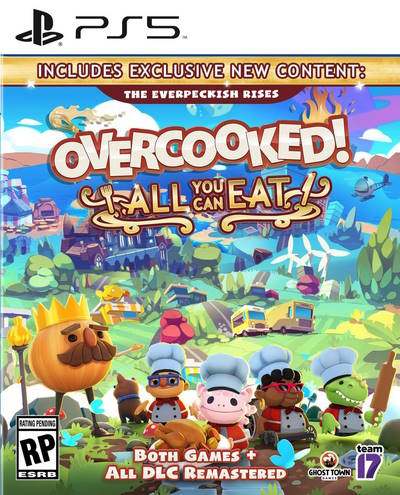 PS5
INCLUDES EXCLUSIVE NEW CONTENT:
THE EVERPECKISH RISES
OVERCOOKED!
ALL YOU CAN EAT
RATING PENDING
RP
ESRB
BOTH GAMES +
ALL DLC REMASTERED
GHOST TOWN
GAMES
team
17